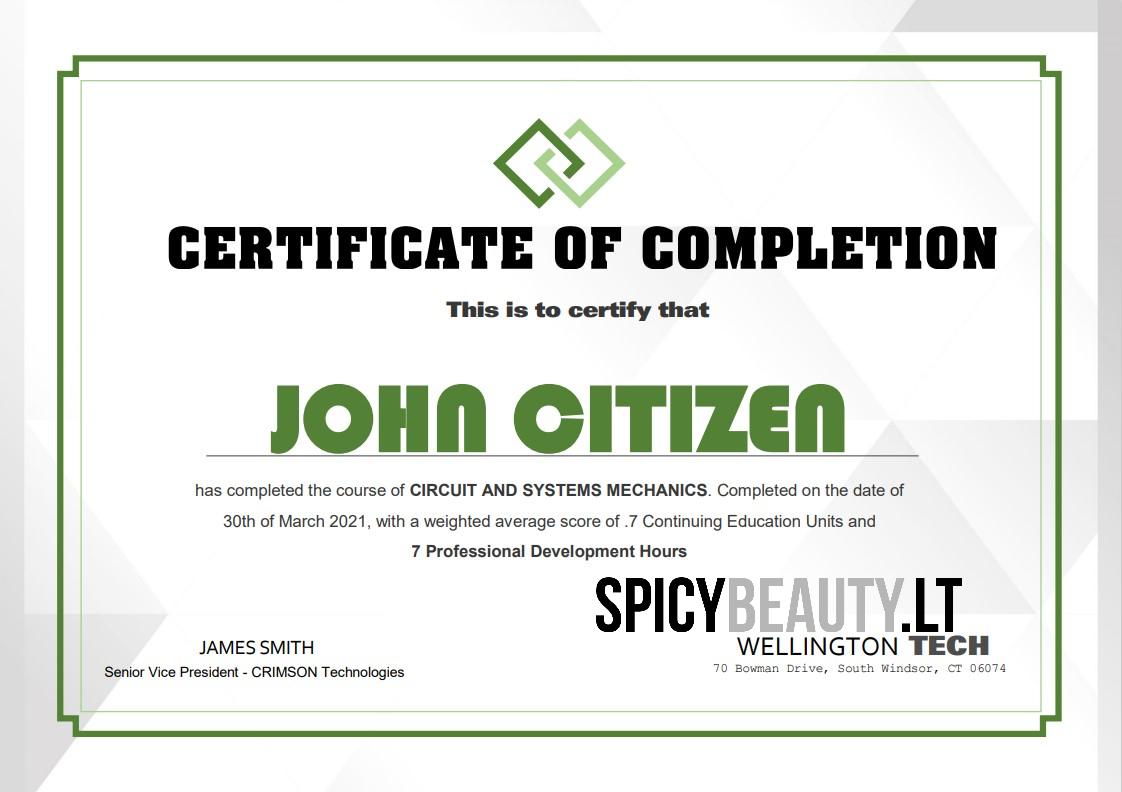 CERTIFICATE OF COMPLETION
This is to certify that
JOHN CITIZEN
has completed the course of CIRCUIT AND SYSTEMS MECHANICS. Completed on the date of
30th of March 2021, with a weighted average score of .7 Continuing Education Units and
7 Professional Development Hours
SPICYBEAUTY.LT
JAMES SMITH
Senior Vice President - CRIMSON Technologies
WELLINGTON TECH
70 Bowman Drive, South Windsor, CT 06074